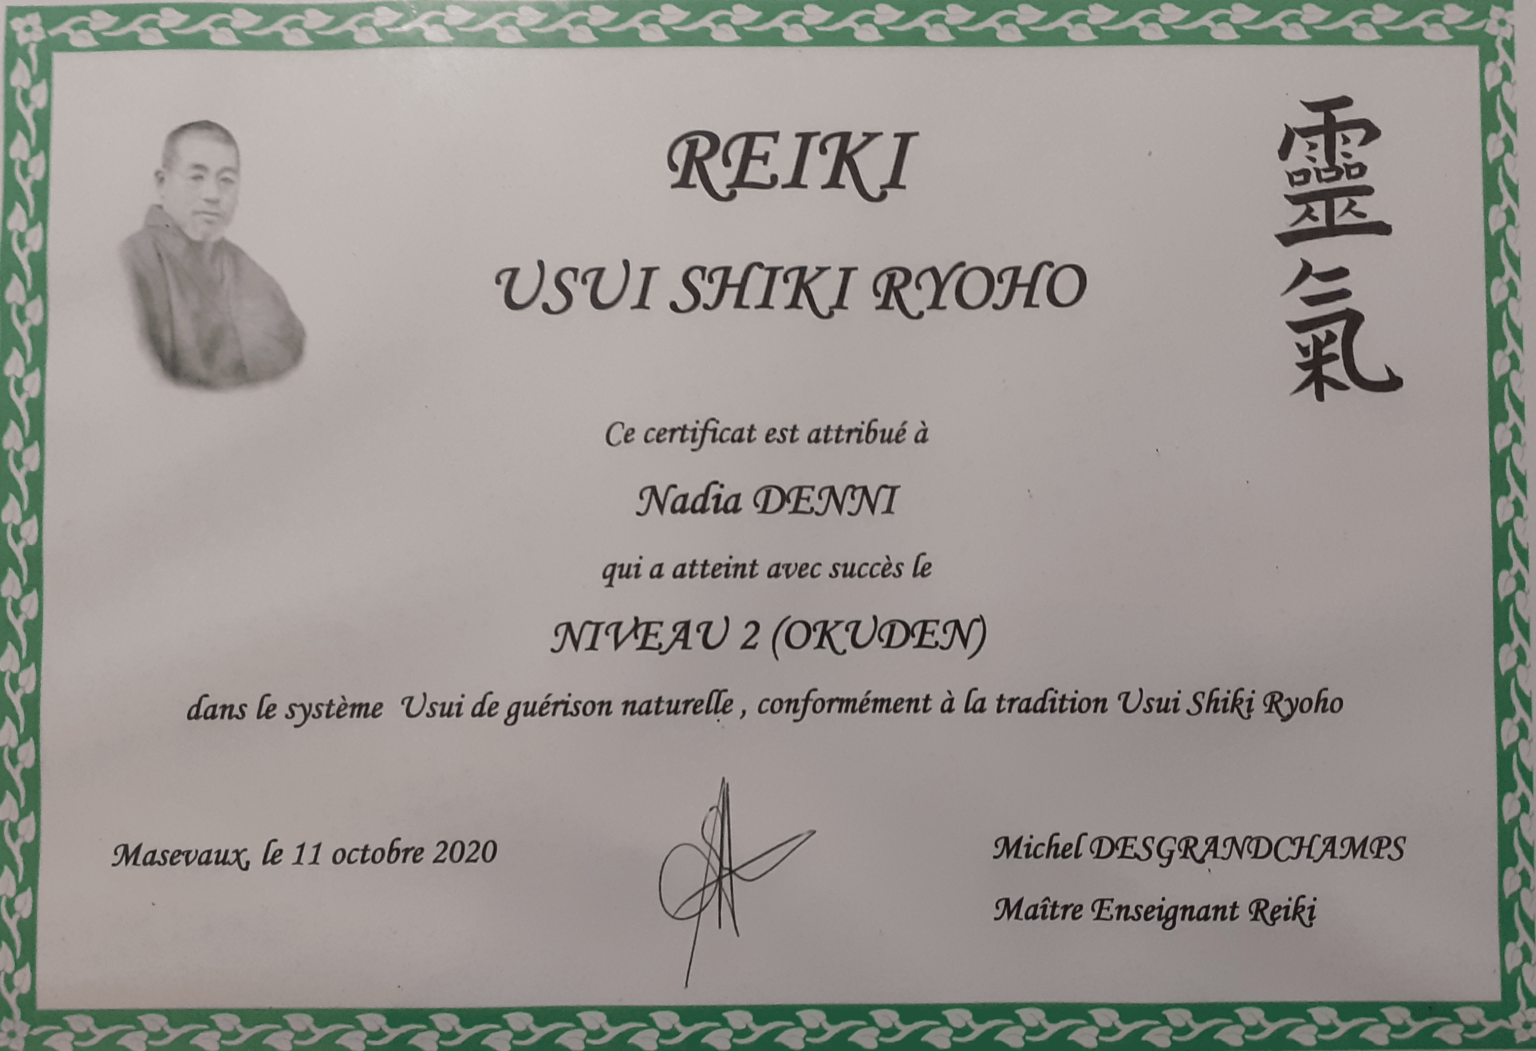 REIKI
靈氣
USUI SHIKI RYOHO
Ce certificat est attribué à
Nadia DENNI
qui a atteint avec succès le
NIVEAU 2 (OKUDEN)
dans le système Usui de guérison naturelle , conformément à la tradition Usui Shiki Ryoho
Masevaux, le 11 octobre 2020
Michel DESGRANDCHAMPS
Maître Enseignant Reiki